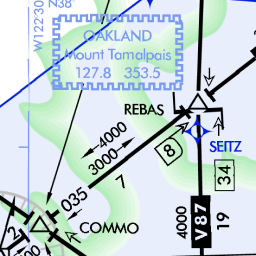 N38°
W122°30'
OAKLAND
Mount Tamalpais
127.8 353.5
REBAS
4000
3000
8
SEITZ
7
34
035
COMMO
4000
V87
19
2